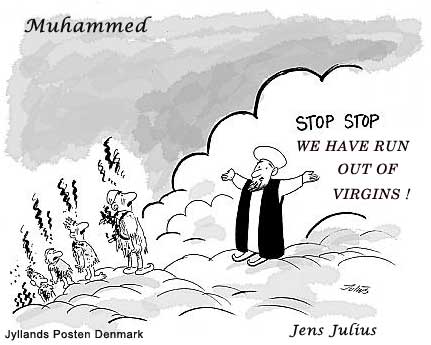 Muhammed
STOP STOP
WE HAVE RUN
OUT OF
VIRGINS !
Julius
Jyllands Posten Denmark
Jens Julius